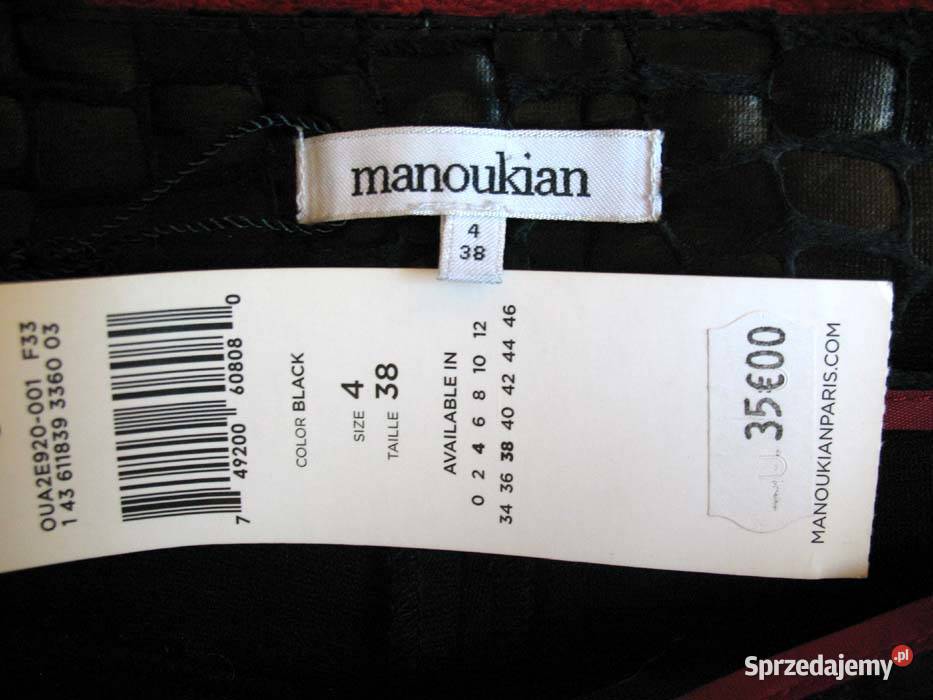 manoukian
4
38
OUA2E920-001 F33
1 43 611839 3360 03
7 49200 60808 0
COLOR BLACK
SIZE 4
TAILLE 38
AVAILABLE IN
0 2 4 6 8 10 12
34 36 38 40 42 44 46
35€00
MANOUKIANPARIS.COM
Sprzedajemy.pl